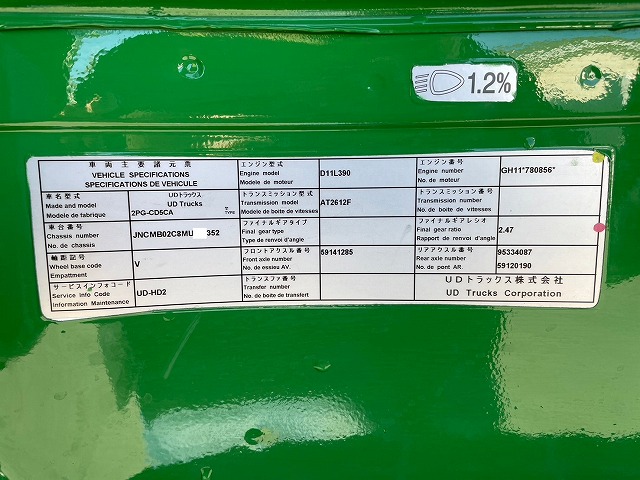 1.2%
車両主要諸元票
VEHICLE SPECIFICATIONS
SPECIFICATIONS DE VEHICULE
車名型式
Made and model
Modele de fabrique
UDトラックス
UD Trucks
2PG-CD5CA
型
TYPE
車台番号
Chassis number
No. de chassis
JNCMB02C8MU 352
軸距記号
Wheel base code
Empattment
V
サービスインフォコード
Service Info Code
Information Maintenance
UD-HD2
エンジン型式
Engine model
Modele de moteur
D11L390
トランスミッション型式
Transmission model
Modele de boite de vitesses
AT2612F
ファイナルギアタイプ
Final gear type
Type de renvoi d'angle
フロントアクスル番号
Front axle number
No. de essieu AV.
59141285
トランスファ番号
Transfer number
No. de boite de transfert
エンジン番号
Engine number
No. de moteur
GH11*780856*
トランスミッション番号
Transmission number
No. de boite de vitesses
ファイナルギアレシオ
Final gear ratio
Rapport de renvoi d'angle
2.47
リアアクスル番号
Rear axle number
No. de pont AR.
95334087
59120190
UDトラックス株式会社
UD Trucks Corporation